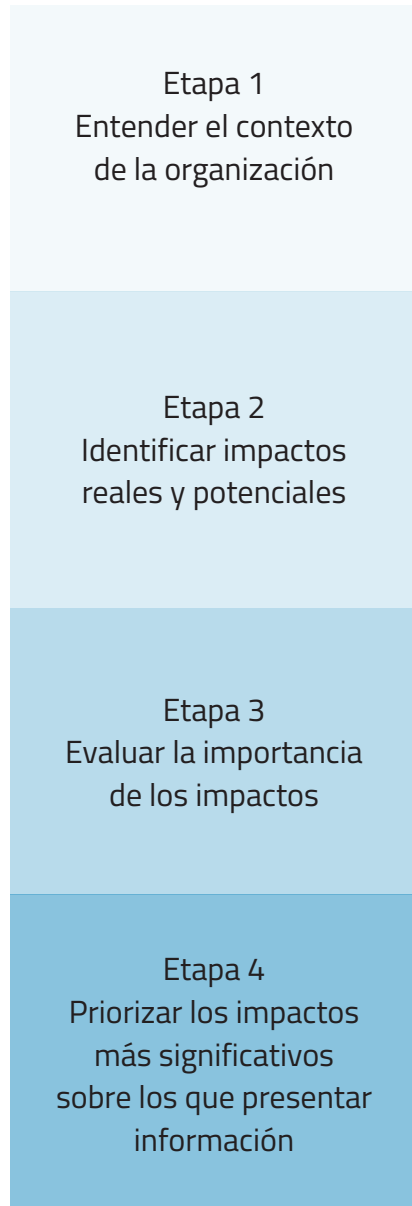 Etapa 1
Entender el contexto
de la organización
Etapa 2
Identificar impactos
reales y potenciales
Etapa 3
Evaluar la importancia
de los impactos
Etapa 4
Priorizar los impactos
más significativos
sobre los que presentar
información